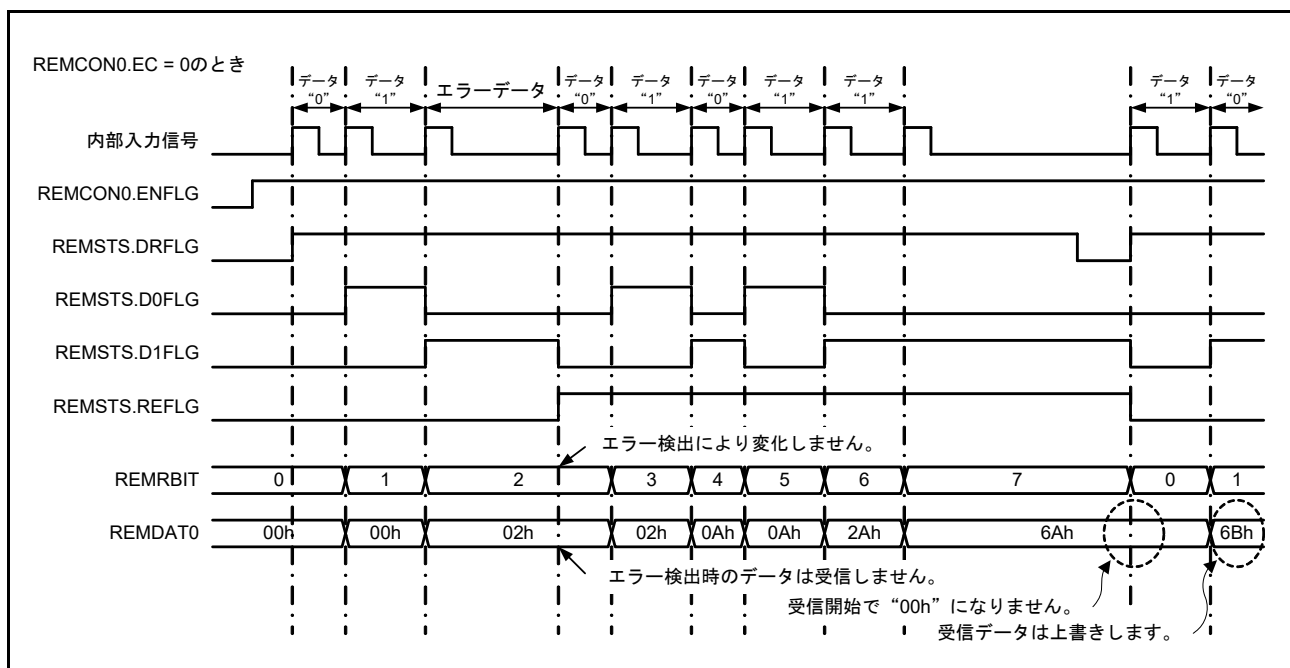 REMCON0.EC = 0のとき
データ "0"
データ "1"
エラーデータ
データ "0"
データ "1"
データ "0"
データ "1"
データ "1"
データ "1"
データ "0"
内部入力信号
REMCON0.ENFLG
REMSTS.DRFLG
REMSTS.D0FLG
REMSTS.D1FLG
REMSTS.REFLG
エラー検出により変化しません。
REMRBIT 0 1 2 3 4 5 6 7 0 1
REMDAT0 00h 00h 02h 02h 0Ah 0Ah 2Ah 6Ah 6Bh
エラー検出時のデータは受信しません。
受信開始で“00h”になりません。
受信データは上書きします。